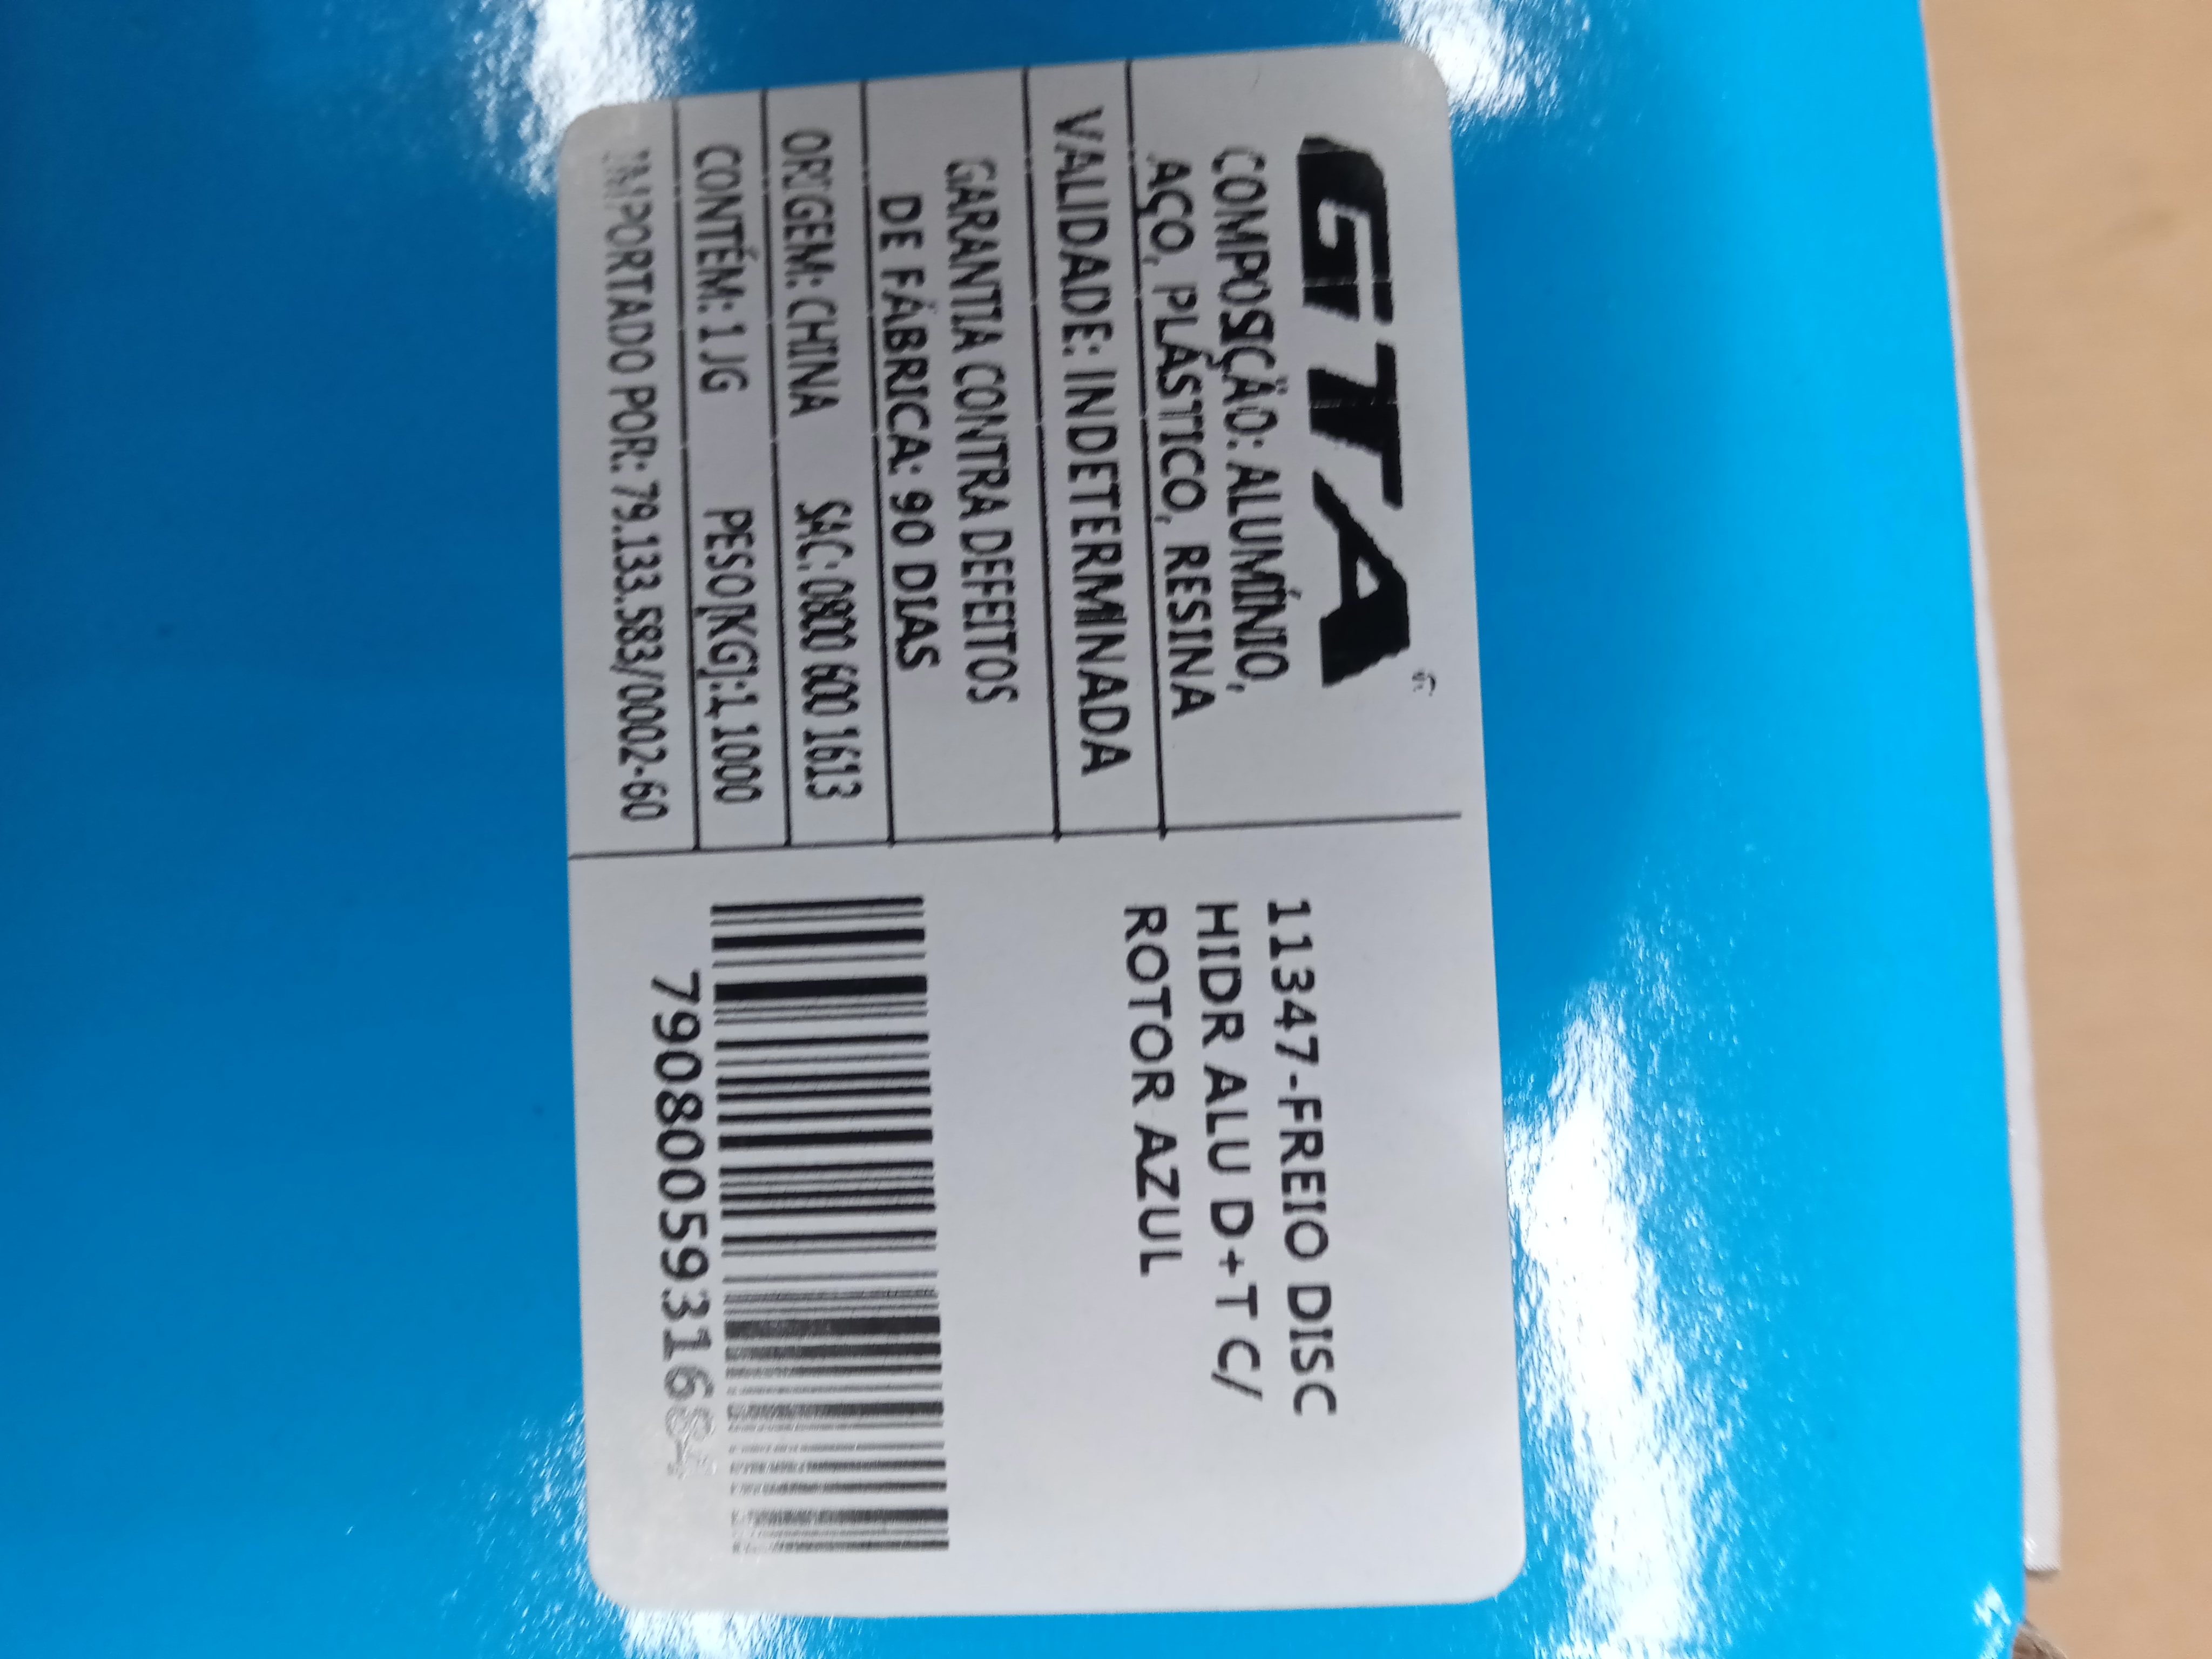 GTA
COMPOSIÇÃO: ALUMÍNIO,
AÇO, PLÁSTICO, RESINA
VALIDADE: INDETERMINADA
GARANTIA CONTRA DEFEITOS
DE FÁBRICA: 90 DIAS
ORIGEM: CHINA SAC: 0800 600 1613
CONTÉM: 1 JG PESO[KG]:1,1000
IMPORTADO POR: 79.133.583/0002-60
11347-FREIO DISC
HIDR ALU D+T C/
ROTOR AZUL